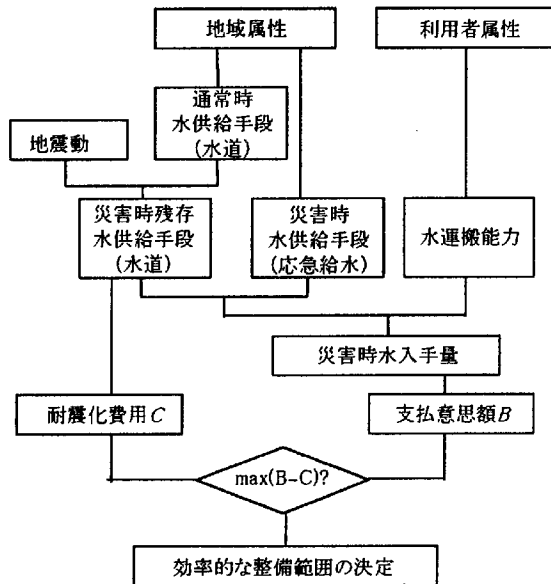 地域属性
利用者属性
通常時
水供給手段
(水道)
地震動
災害時残存
水供給手段
(水道)
災害時
水供給手段
(応急給水)
水運搬能力
災害時水入手量
耐震化費用C
支払意思額B
max(B-C)?
効率的な整備範囲の決定